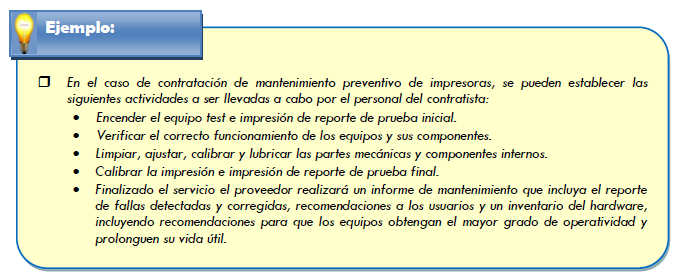 Ejemplo:
❒ En el caso de contratación de mantenimiento preventivo de impresoras, se pueden establecer las
siguientes actividades a ser llevadas a cabo por el personal del contratista:
• Encender el equipo test e impresión de reporte de prueba inicial.
• Verificar el correcto funcionamiento de los equipos y sus componentes.
• Limpiar, ajustar, calibrar y lubricar las partes mecánicas y componentes internos.
• Calibrar la impresión e impresión de reporte de prueba final.
• Finalizado el servicio el proveedor realizará un informe de mantenimiento que incluya el reporte
de fallas detectadas y corregidas, recomendaciones a los usuarios y un inventario del hardware,
incluyendo recomendaciones para que los equipos obtengan el mayor grado de operatividad y
prolonguen su vida útil.